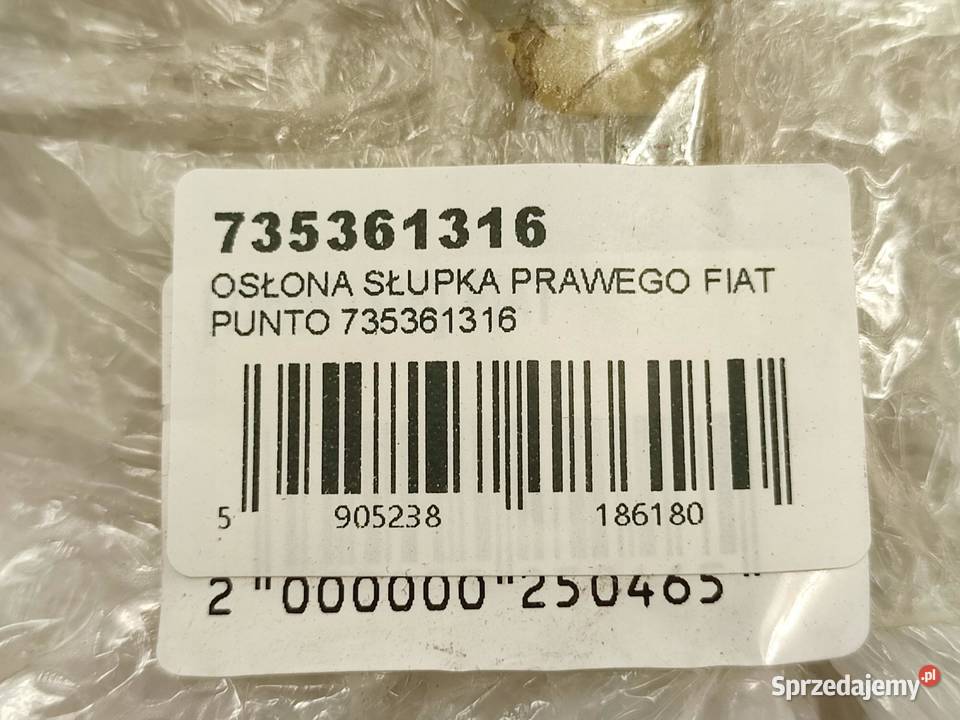 735361316
OSŁONA SŁUPKA PRAWEGO FIAT
PUNTO 735361316
5 905238 186180
2 "000000"250465"
Sprzedajemy.pl